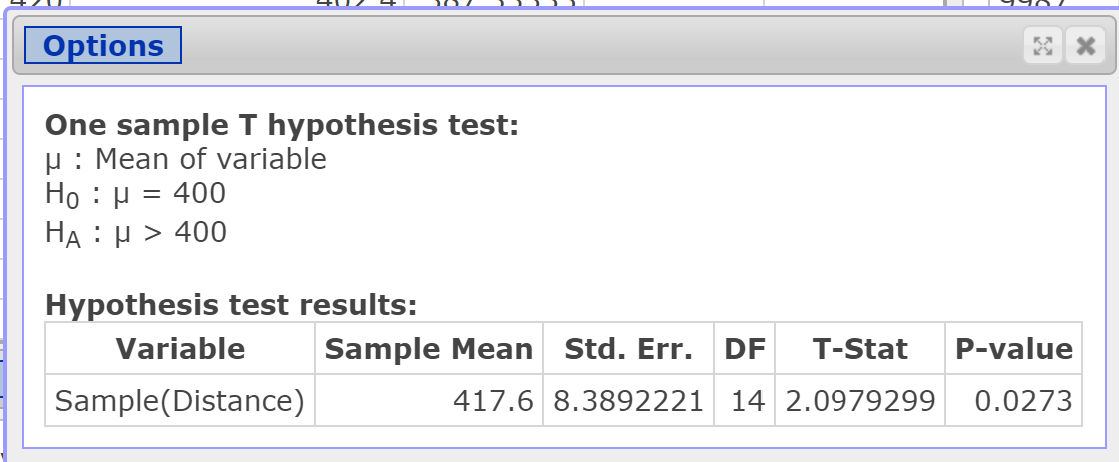 Options
One sample T hypothesis test:
μ : Mean of variable
H0 : μ = 400
HA : μ > 400
Hypothesis test results:
Variable Sample Mean Std. Err. DF T-Stat P-value
Sample(Distance) 417.6 8.3892221 14 2.0979299 0.0273